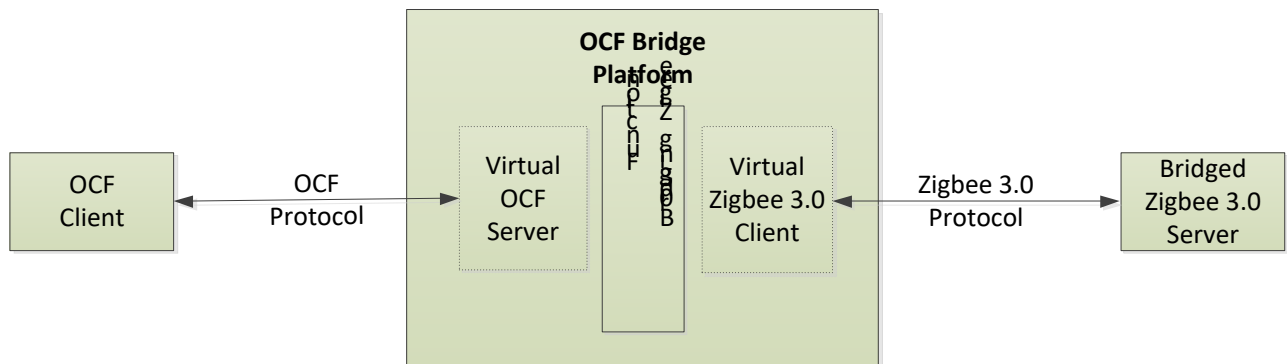 OCF Bridge
Platform
OCF
Client
OCF
Protocol
Virtual
OCF
Server
Function
Virtual
Zigbee 3.0
Client
Zigbee 3.0
Protocol
Bridged
Zigbee 3.0
Server